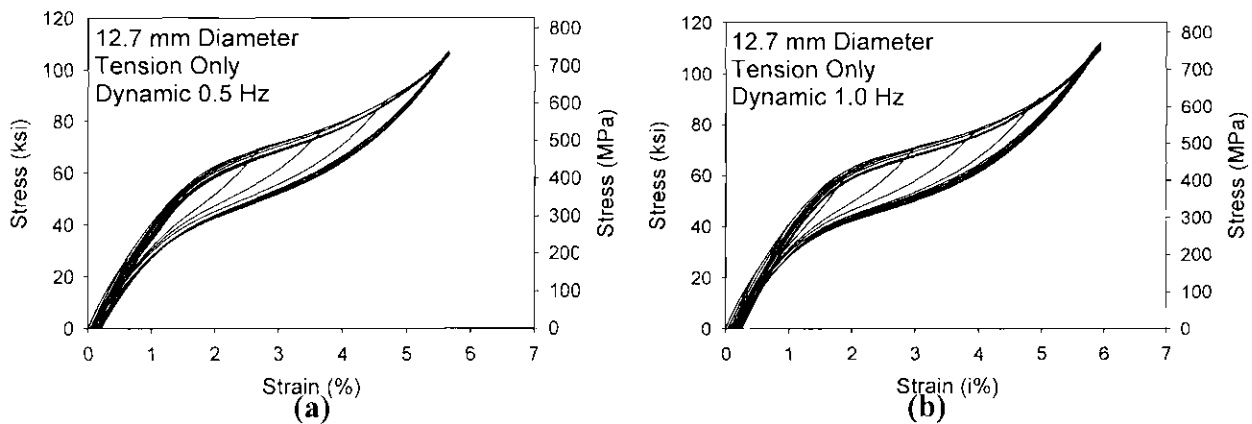 12.7 mm Diameter
Tension Only
Dynamic 0.5 Hz
Stress (ksi)
120
100
80
60
40
20
0
800
700
600
500
400
300
200
100
0
Stress (MPa)
0 1 2 3 4 5 6 7
Strain (%)
(a)
12.7 mm Diameter
Tension Only
Dynamic 1.0 Hz
Stress (ksi)
120
100
80
60
40
20
0
800
700
600
500
400
300
200
100
0
Stress (MPa)
0 1 2 3 4 5 6 7
Strain (i%)
(b)